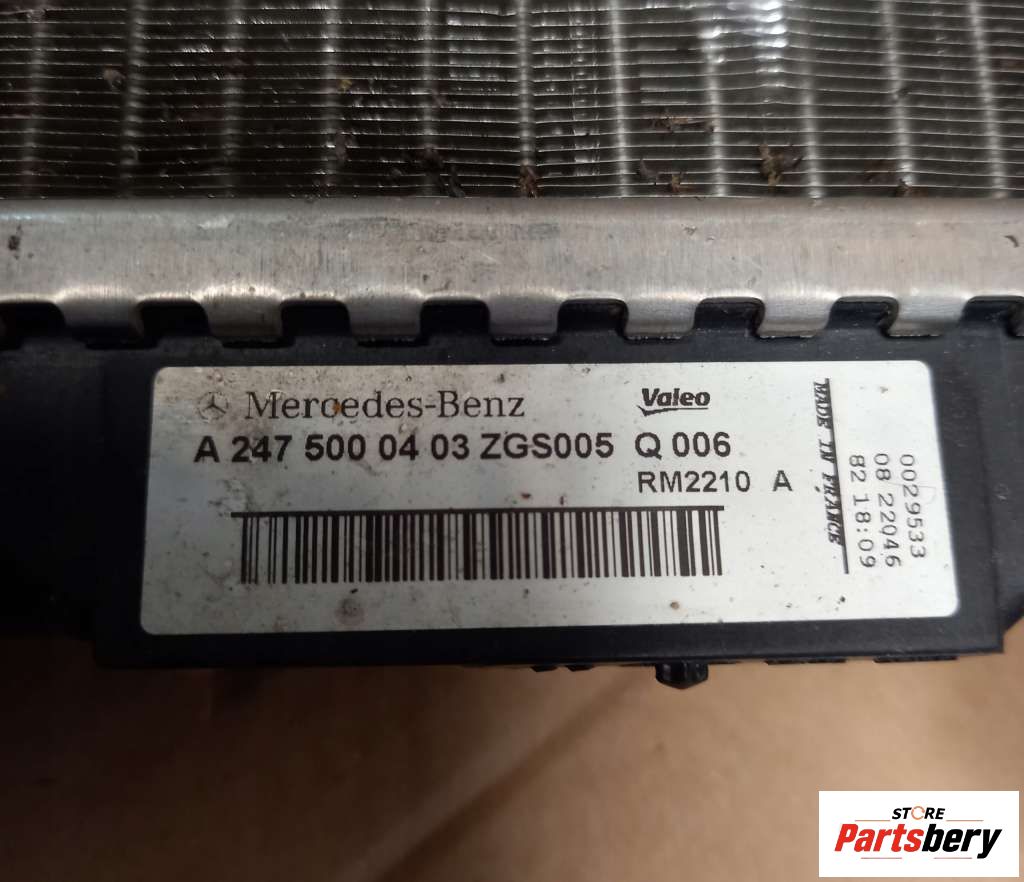 Mercedes-Benz
Valeo
A 247 500 04 03 ZGS005 Q 006
RM2210 A
MADE IN FRANCE
0029533
08 22046
82 18:09
STORE
Partsbery